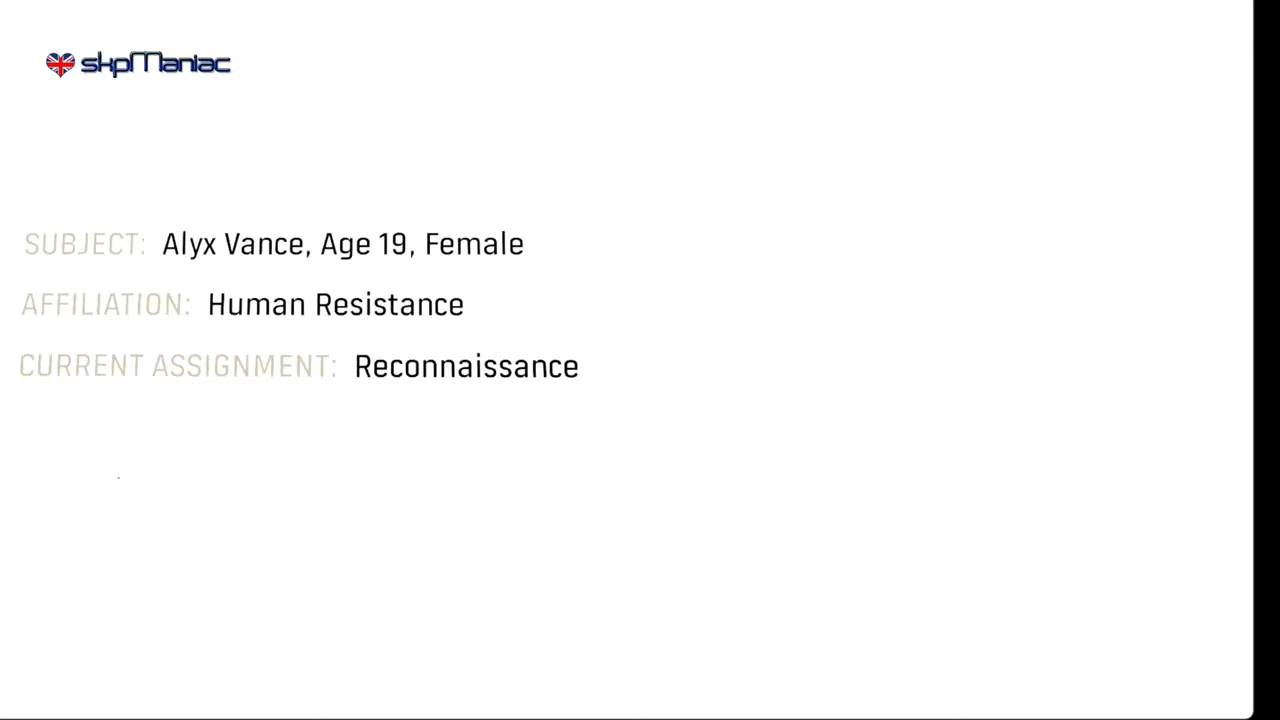 skpManiac
SUBJECT: Alyx Vance, Age 19, Female
AFFILIATION: Human Resistance
CURRENT ASSIGNMENT: Reconnaissance